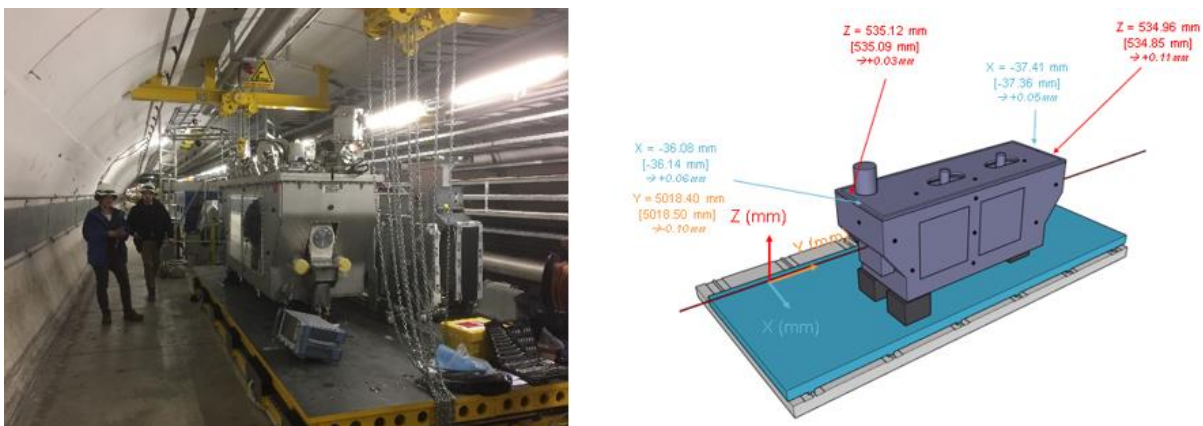 Z = 535.12 mm
[535.09 mm]
→+0.03mm
Z = 534.96 mm
[534.85 mm]
→+0.11mm
X = -37.41 mm
[-37.36 mm]
→+0.05mm
X = -36.08 mm
[-36.14 mm]
→+0.06mm
Y = 5018.40 mm
[5018.50 mm]
→-0.10mm
Z (mm)
Y (mm)
X (mm)